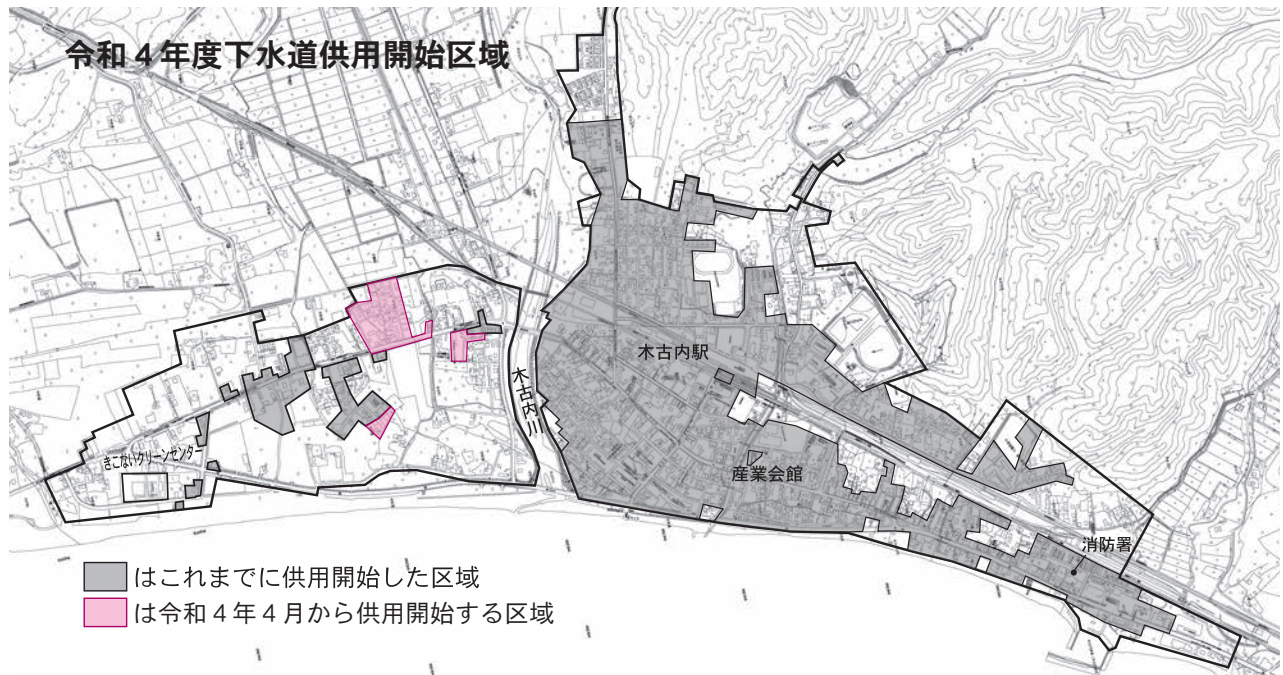 令和４年度下水道供用開始区域
木古内駅
木古内川
産業会館
きこないクリーンセンター
消防署
はこれまでに供用開始した区域
は令和４年４月から供用開始する区域